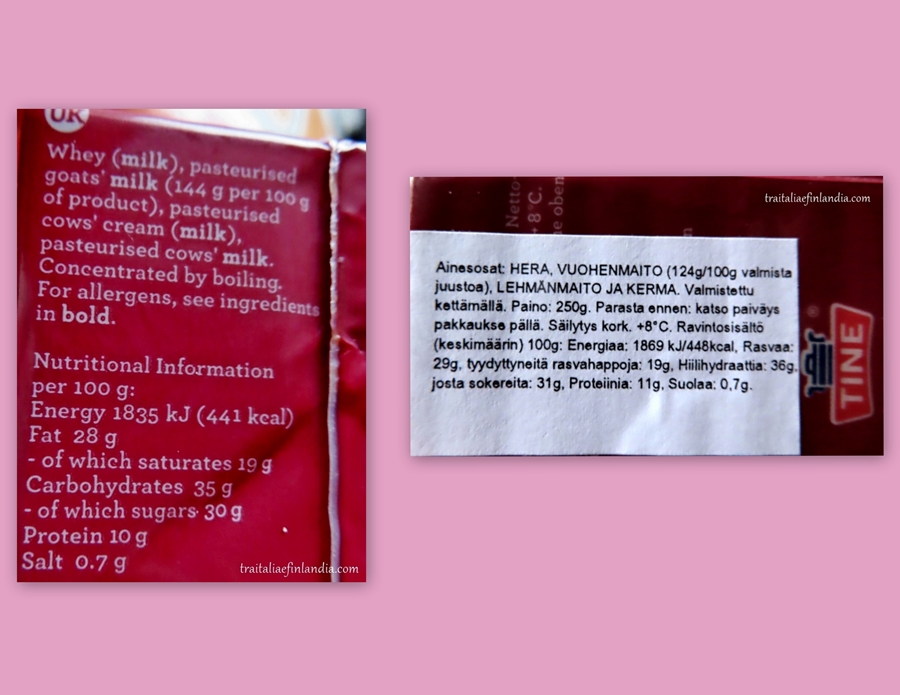 UK
Whey (milk), pasteurised
goats' milk (144 g per 100 g
of product), pasteurised
cows' cream (milk),
pasteurised cows' milk.
Concentrated by boiling.
For allergens, see ingredients
in bold.
Nutritional Information
per 100 g:
Energy 1835 kJ (441 kcal)
Fat 28 g
- of which saturates 19 g
Carbohydrates 35 g
- of which sugars 30 g
Protein 10 g
Salt 0.7 g
traitaliaefinlandia.com
Netto
+8°C.
traitaliaefinlandia.com
Ainesosat: HERA, VUOHENMAITO (124g/100g valmista
juustoa), LEHMÄNMAITO JA KERMA. Valmistettu
kettämällä. Paino: 250g. Parasta ennen: katso paiväys
pakkaukse pällä. Säilytys kork. +8°C. Ravintosisältö
(keskimäärin) 100g: Energiaa: 1869 kJ/448kcal, Rasvaa:
29g, tyydyttyneitä rasvahappoja: 19g, Hiilihydraattia: 36g,
josta sokereita: 31g, Proteiinia: 11g, Suolaa: 0,7g.
TINE
®